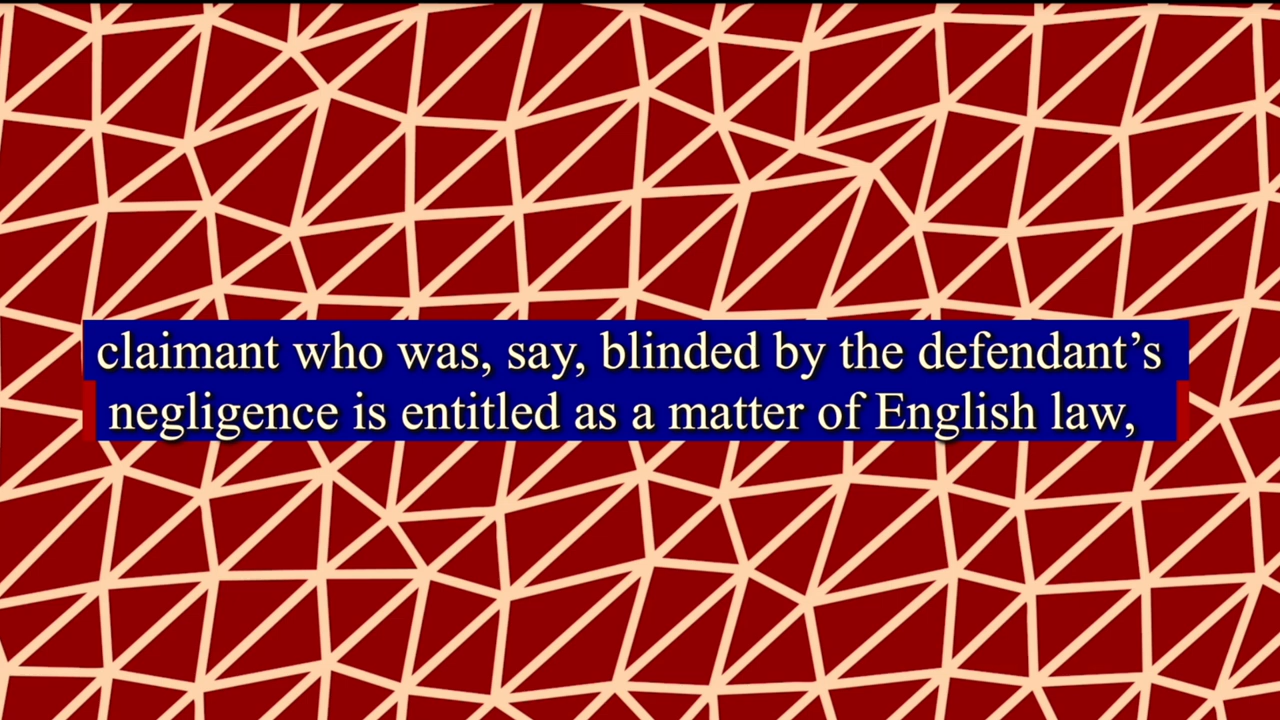 claimant who was, say, blinded by the defendant’s
negligence is entitled as a matter of English law,